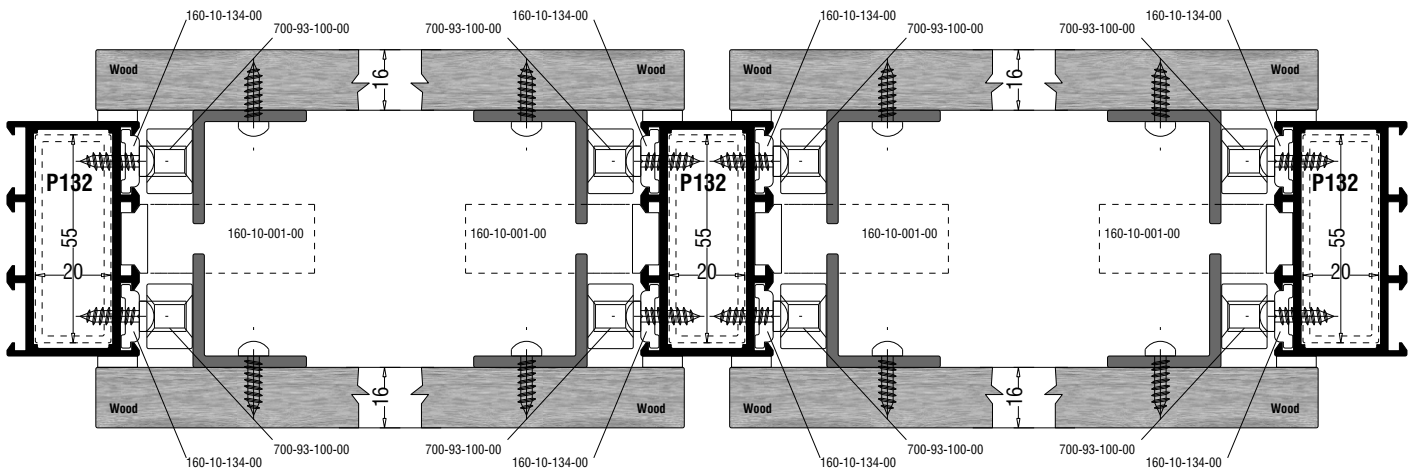 160-10-134-00 160-10-134-00 160-10-134-00 160-10-134-00
700-93-100-00 700-93-100-00 700-93-100-00 700-93-100-00
Wood 16 Wood Wood 16 Wood
P132 P132 P132
55 160-10-001-00 160-10-001-00 55 160-10-001-00 160-10-001-00 55
20 20 20
16 16
Wood Wood Wood Wood
700-93-100-00 700-93-100-00 700-93-100-00 700-93-100-00
160-10-134-00 160-10-134-00 160-10-134-00 160-10-134-00